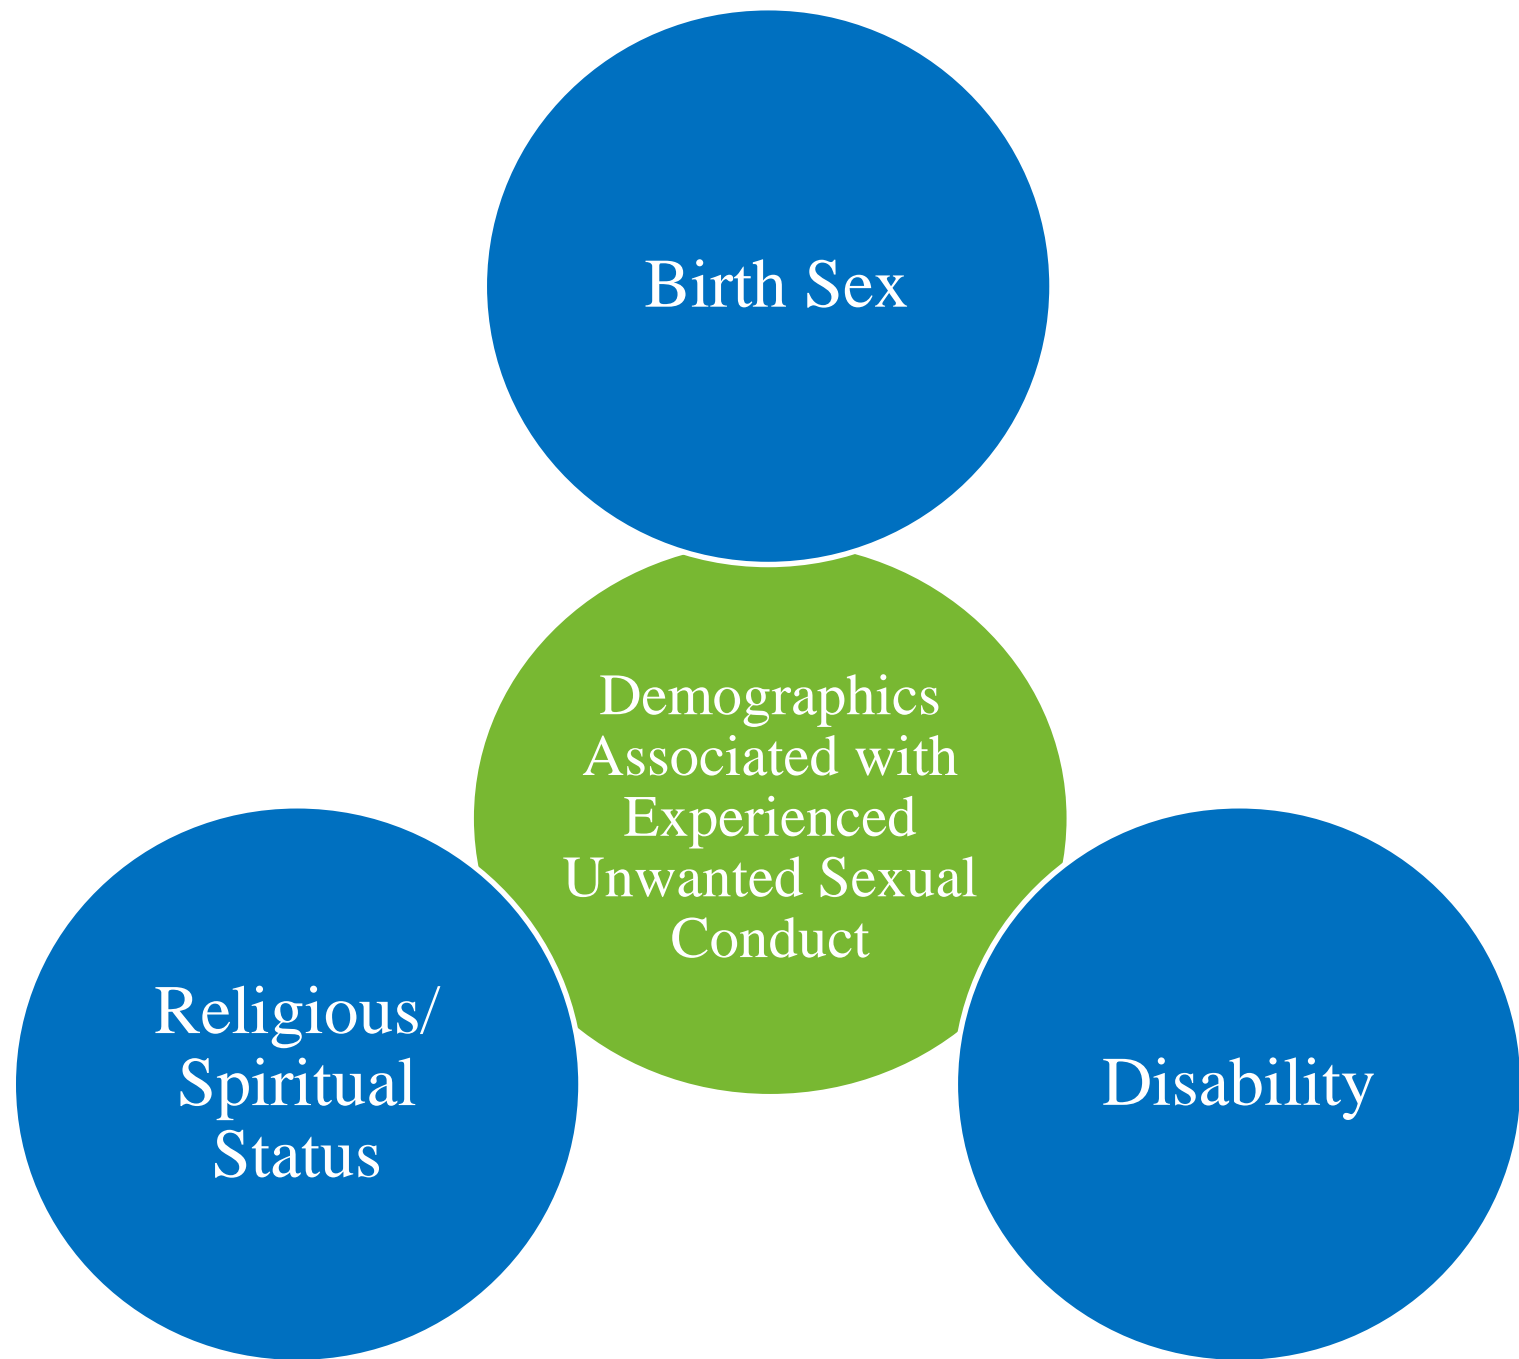 Birth Sex
Demographics
Associated with
Experienced
Unwanted Sexual
Conduct
Religious/
Spiritual
Status
Disability